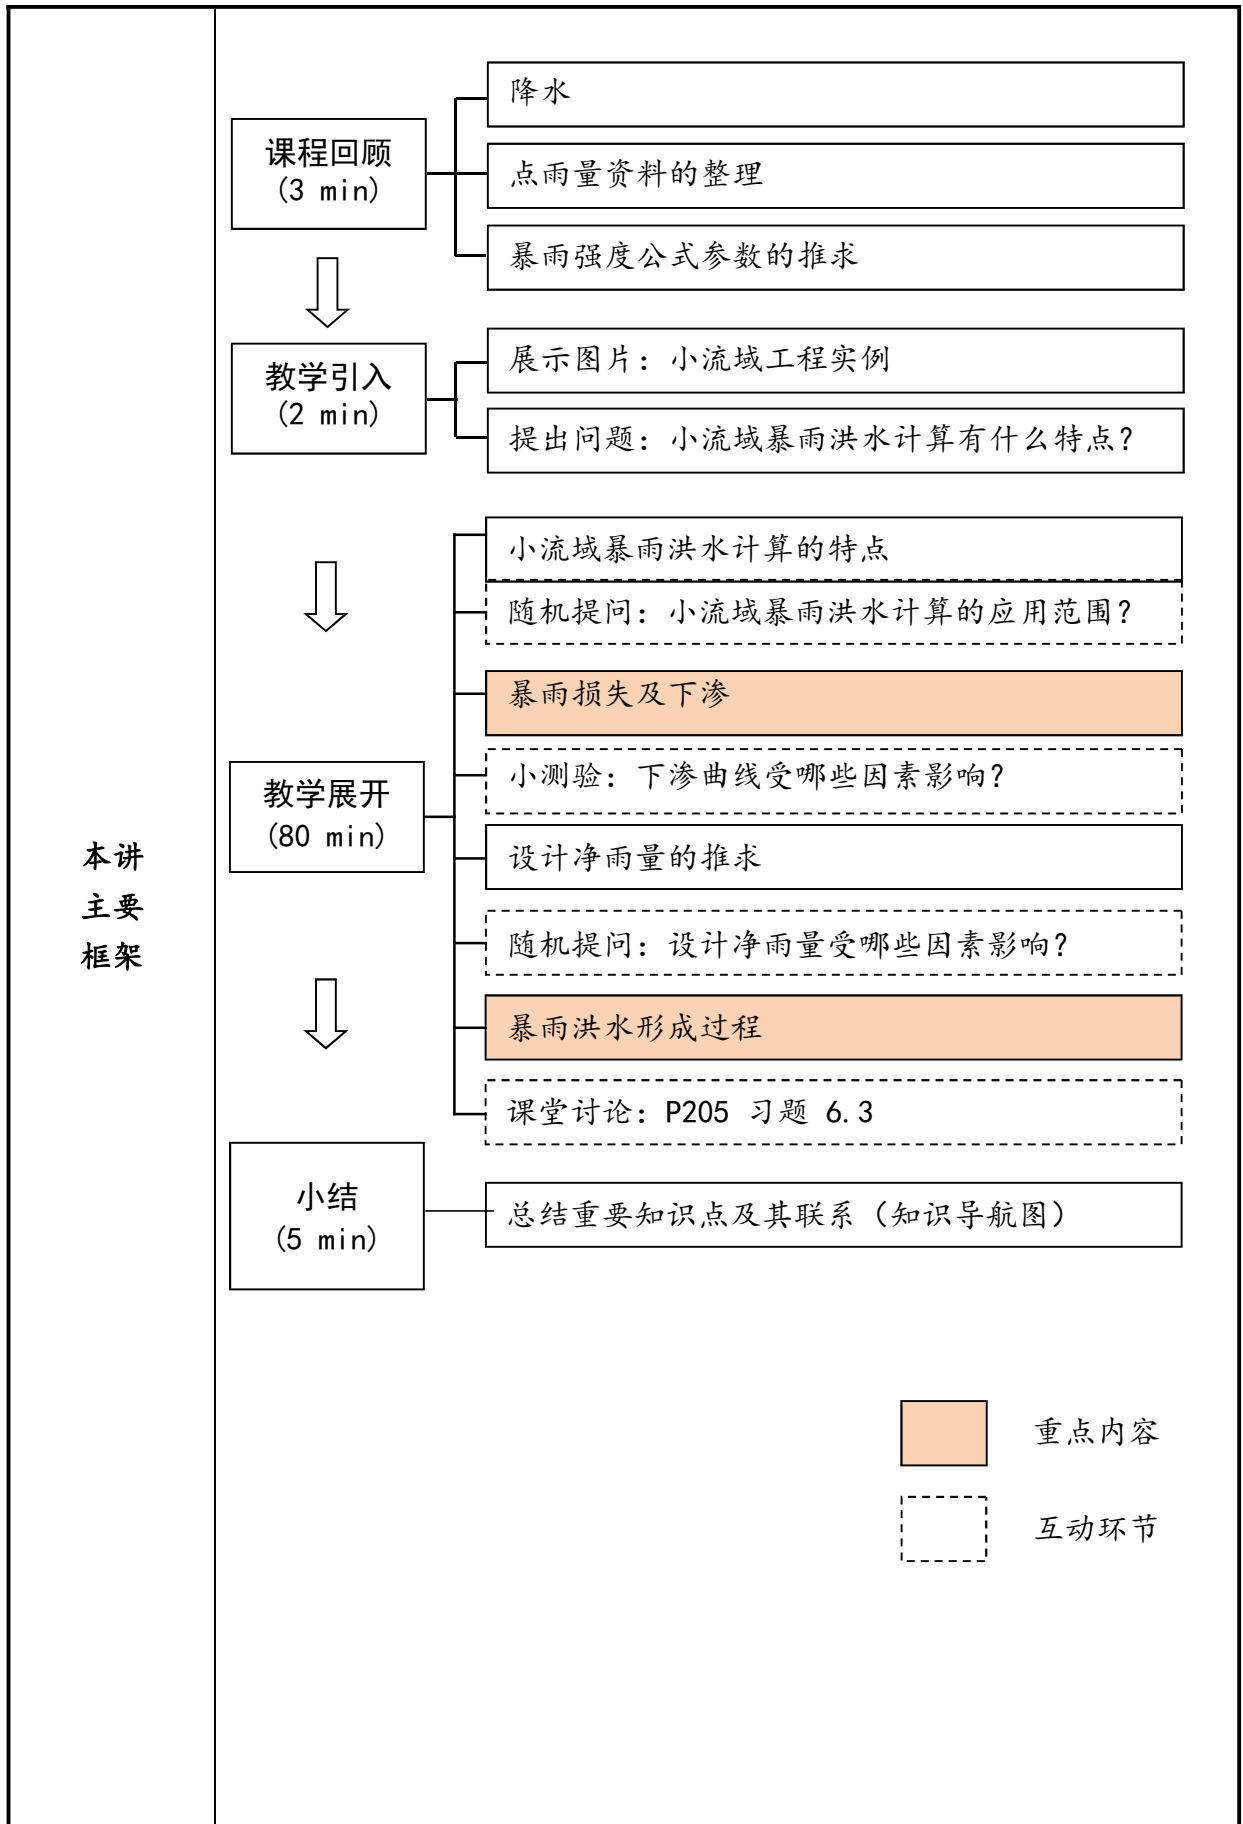 本讲
主要
框架
课程回顾
(3 min)
降水
点雨量资料的整理
暴雨强度公式参数的推求
教学引入
(2 min)
展示图片：小流域工程实例
提出问题：小流域暴雨洪水计算有什么特点？
教学展开
(80 min)
小流域暴雨洪水计算的特点
随机提问：小流域暴雨洪水计算的应用范围？
暴雨损失及下渗
小测验：下渗曲线受哪些因素影响？
设计净雨量的推求
随机提问：设计净雨量受哪些因素影响？
暴雨洪水形成过程
课堂讨论：P205 习题 6.3
小结
(5 min)
总结重要知识点及其联系（知识导航图）
重点内容
互动环节